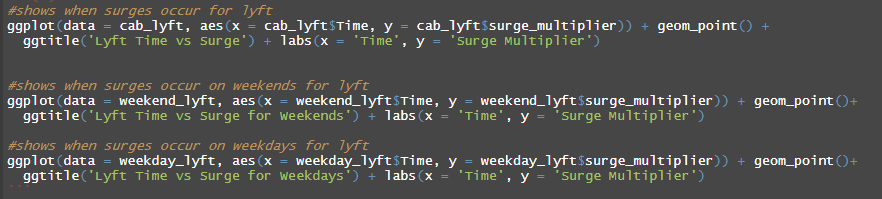 #shows when surges occur for lyft
ggplot(data = cab_lyft, aes(x = cab_lyft$Time, y = cab_lyft$surge_multiplier)) + geom_point() +
  ggtitle('Lyft Time vs Surge') + labs(x = 'Time', y = 'Surge Multiplier')
#shows when surges occur on weekends for lyft
ggplot(data = weekend_lyft, aes(x = weekend_lyft$Time, y = weekend_lyft$surge_multiplier)) + geom_point()+
  ggtitle('Lyft Time vs Surge for Weekends') + labs(x = 'Time', y = 'Surge Multiplier')
#shows when surges occur on weekdays for lyft
ggplot(data = weekday_lyft, aes(x = weekday_lyft$Time, y = weekday_lyft$surge_multiplier)) + geom_point()+
  ggtitle('Lyft Time vs Surge for Weekdays') + labs(x = 'Time', y = 'Surge Multiplier')